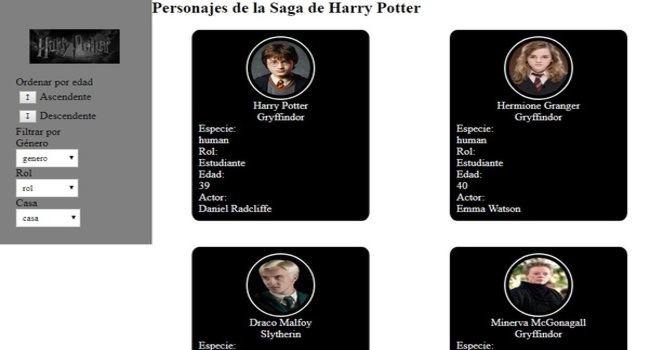 Personajes de la Saga de Harry Potter
Harry Potter
Ordenar por edad
↑ Ascendente
↓ Descendente
Filtrar por
Género
genero
Rol
rol
Casa
casa
Harry Potter
Gryffindor
Especie:
human
Rol:
Estudiante
Edad:
39
Actor:
Daniel Radcliffe
Hermione Granger
Gryffindor
Especie:
human
Rol:
Estudiante
Edad:
40
Actor:
Emma Watson
Draco Malfoy
Slytherin
Especie:
Minerva McGonagall
Gryffindor
Especie: